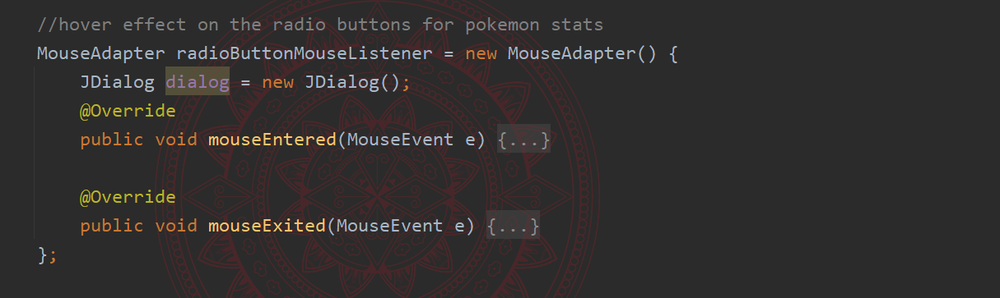 //hover effect on the radio buttons for pokemon stats
MouseAdapter radioButtonMouseListener = new MouseAdapter() {
    JDialog dialog = new JDialog();
    @Override
    public void mouseEntered(MouseEvent e) {...}

    @Override
    public void mouseExited(MouseEvent e) {...}
};